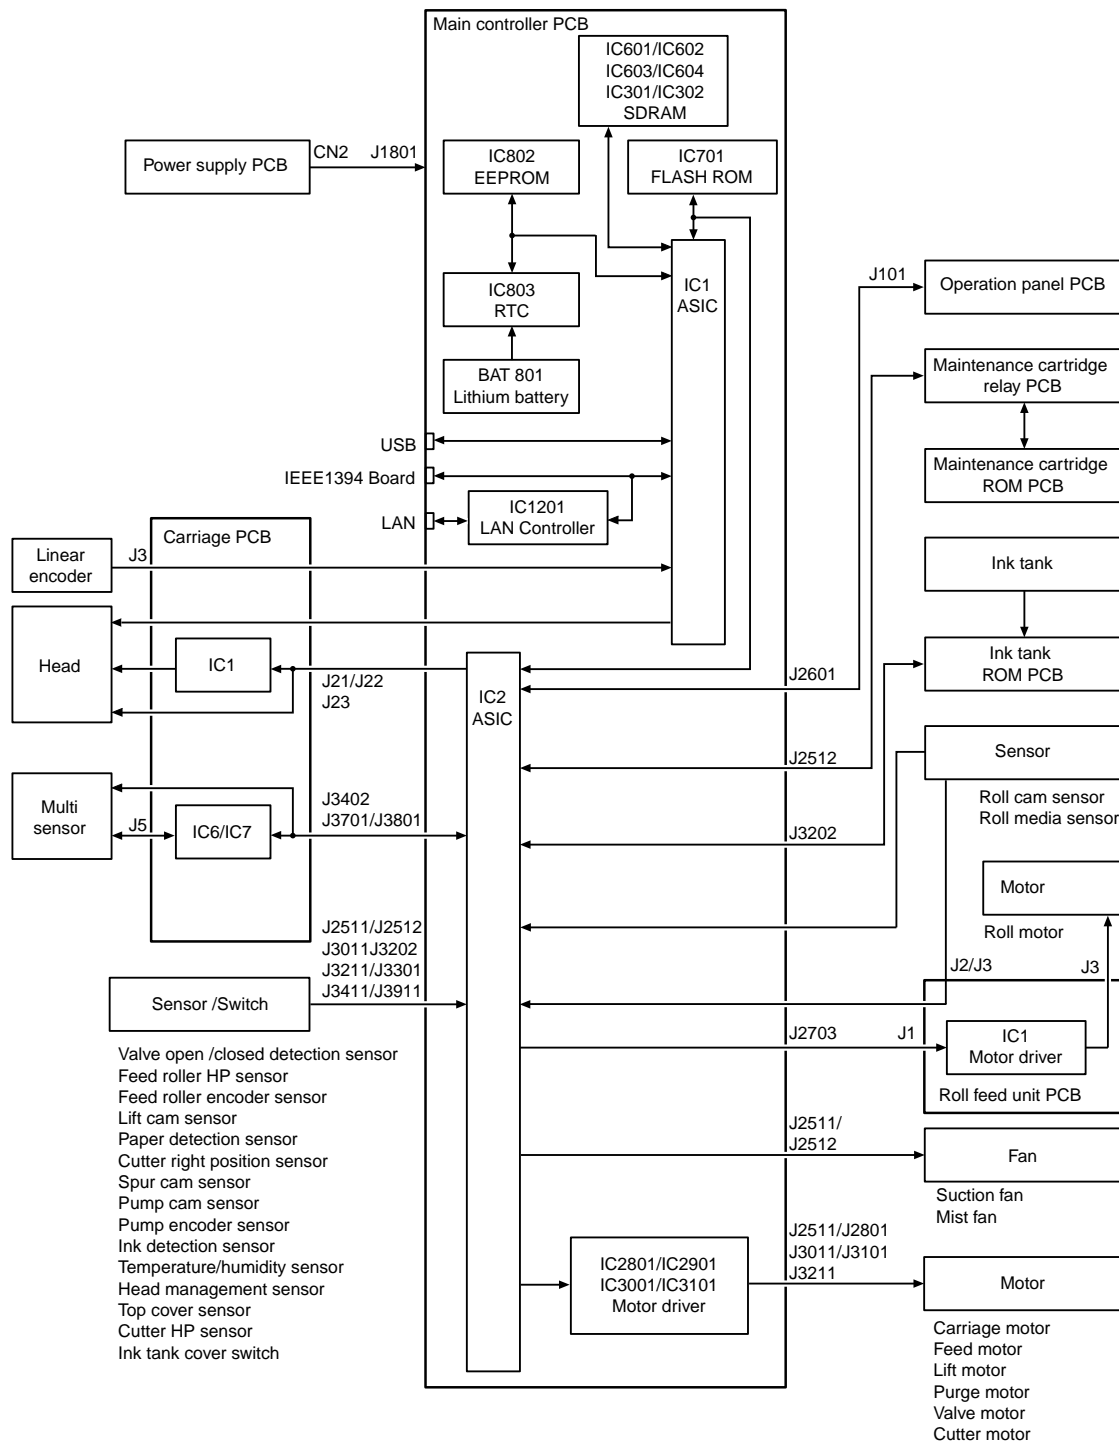 Main controller PCB
IC601/IC602
IC603/IC604
IC301/IC302
SDRAM
Power supply PCB
CN2
J1801
IC802
EEPROM
IC701
FLASH ROM
IC803
RTC
IC1
ASIC
BAT 801
Lithium battery
J101
Operation panel PCB
Maintenance cartridge
relay PCB
Maintenance cartridge
ROM PCB
USB
IEEE1394 Board
LAN
IC1201
LAN Controller
Carriage PCB
Linear
encoder
J3
Ink tank
Head
IC1
J21/J22
J23
IC2
ASIC
J2601
Ink tank
ROM PCB
J2512
Sensor
Roll cam sensor
Roll media sensor
Multi
sensor
J5
IC6/IC7
J3402
J3701/J3801
J3202
Motor
Roll motor
J2511/J2512
J3011J3202
J3211/J3301
J3411/J3911
Sensor /Switch
J2/J3
J3
J2703
J1
IC1
Motor driver
Roll feed unit PCB
Valve open /closed detection sensor
Feed roller HP sensor
Feed roller encoder sensor
Lift cam sensor
Paper detection sensor
Cutter right position sensor
Spur cam sensor
Pump cam sensor
Pump encoder sensor
Ink detection sensor
Temperature/humidity sensor
Head management sensor
Top cover sensor
Cutter HP sensor
Ink tank cover switch
J2511/
J2512
Fan
Suction fan
Mist fan
IC2801/IC2901
IC3001/IC3101
Motor driver
J2511/J2801
J3011/J3101
J3211
Motor
Carriage motor
Feed motor
Lift motor
Purge motor
Valve motor
Cutter motor